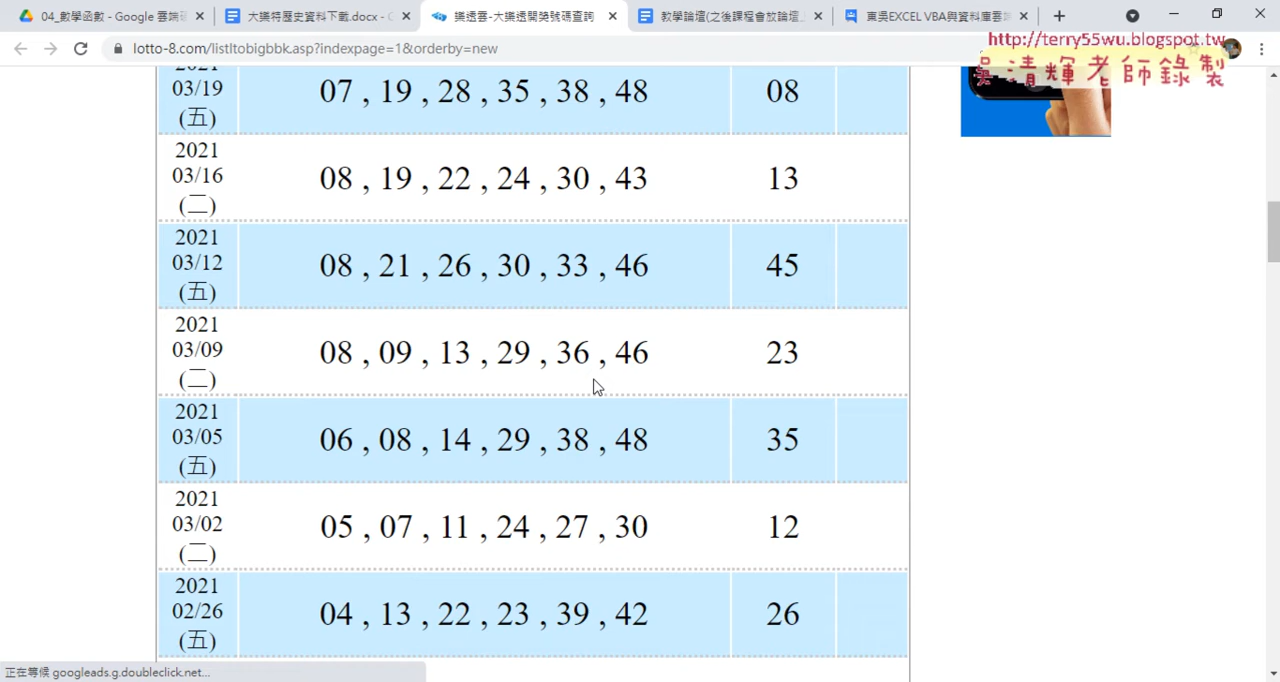 04_數學函數 - Google 雲端硬
大樂特歷史資料下載.docx - G
樂透雲-大樂透開獎號碼查詢
教學論壇(之後課程會放論壇_
東吳EXCEL VBA與資料庫雲端
lotto-8.com/listltobigbbk.asp?indexpage=1&orderby=new
http://terry55wu.blogspot.tw
吳清輝老師錄製
2021
03/19
(五)
07 , 19 , 28 , 35 , 38 , 48
08
2021
03/16
(二)
08 , 19 , 22 , 24 , 30 , 43
13
2021
03/12
(五)
08 , 21 , 26 , 30 , 33 , 46
45
2021
03/09
(二)
08 , 09 , 13 , 29 , 36 , 46
23
2021
03/05
(五)
06 , 08 , 14 , 29 , 38 , 48
35
2021
03/02
(二)
05 , 07 , 11 , 24 , 27 , 30
12
2021
02/26
(五)
04 , 13 , 22 , 23 , 39 , 42
26
正在等候 googleads.g.doubleclick.net...